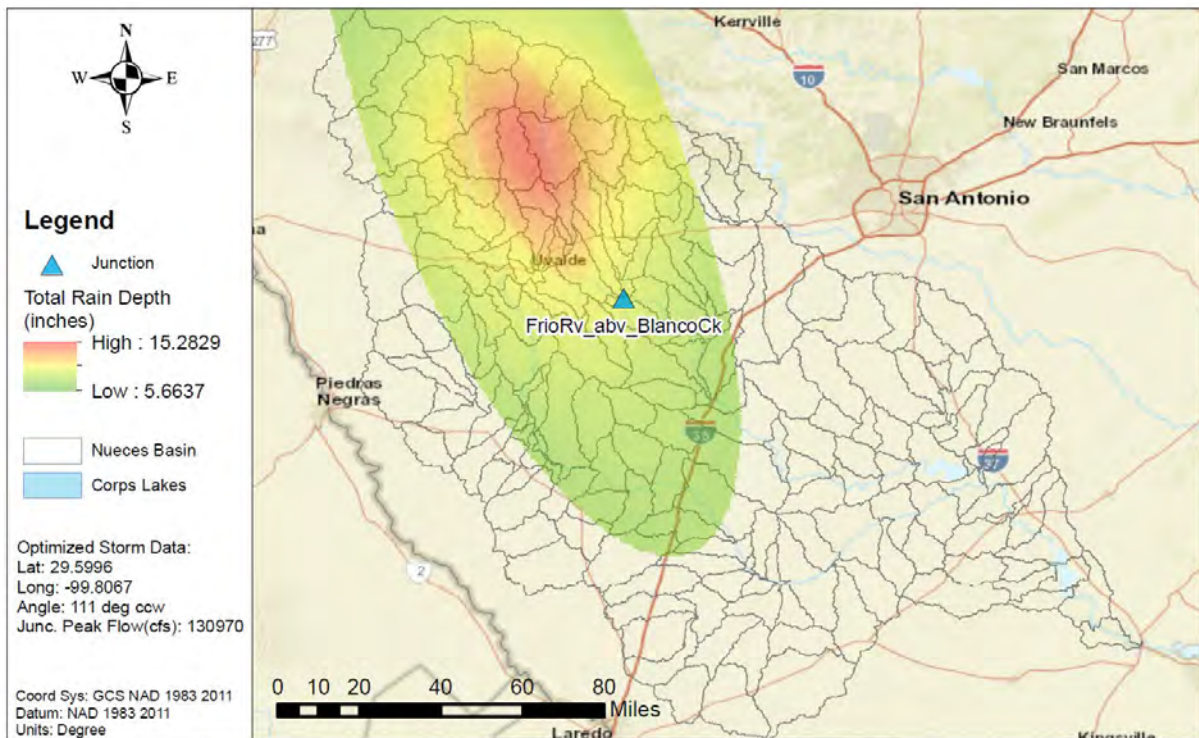 N
W E
S
Legend
Junction
Total Rain Depth
(inches)
High : 15.2829
Low : 5.6637
Nueces Basin
Corps Lakes
Optimized Storm Data:
Lat: 29.5996
Long: -99.8067
Angle: 111 deg ccw
Junc. Peak Flow(cfs): 130970
Coord Sys: GCS NAD 1983 2011
Datum: NAD 1983 2011
Units: Degree
277
Kerrville
10
San Marcos
New Braunfels
San Antonio
na
Uvalde
FrioRv_abv_BlancoCk
Piedras
Negras
35
37
2
0 10 20 40 60 80
Miles
Laredo
Kingsville